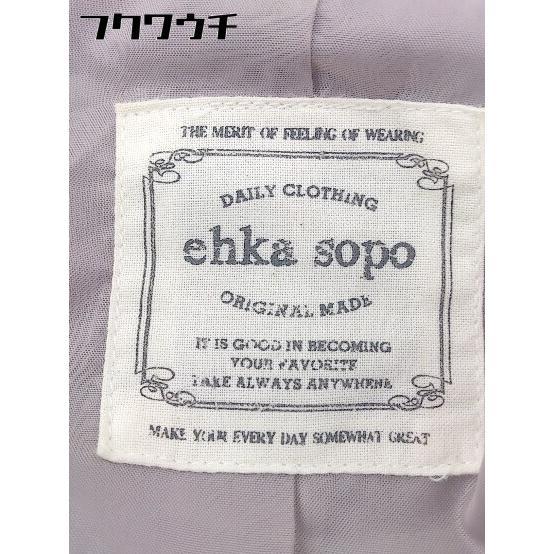 フクワウチ
THE MERIT OF FEELING OF WEARING
DAILY CLOTHING
ehka sopo
ORIGINAL MADE
IT IS GOOD IN BECOMING
YOUR FAVORITE
TAKE ALWAYS ANYWHERE
MAKE YOUR EVERY DAY SOMEWHAT GREAT